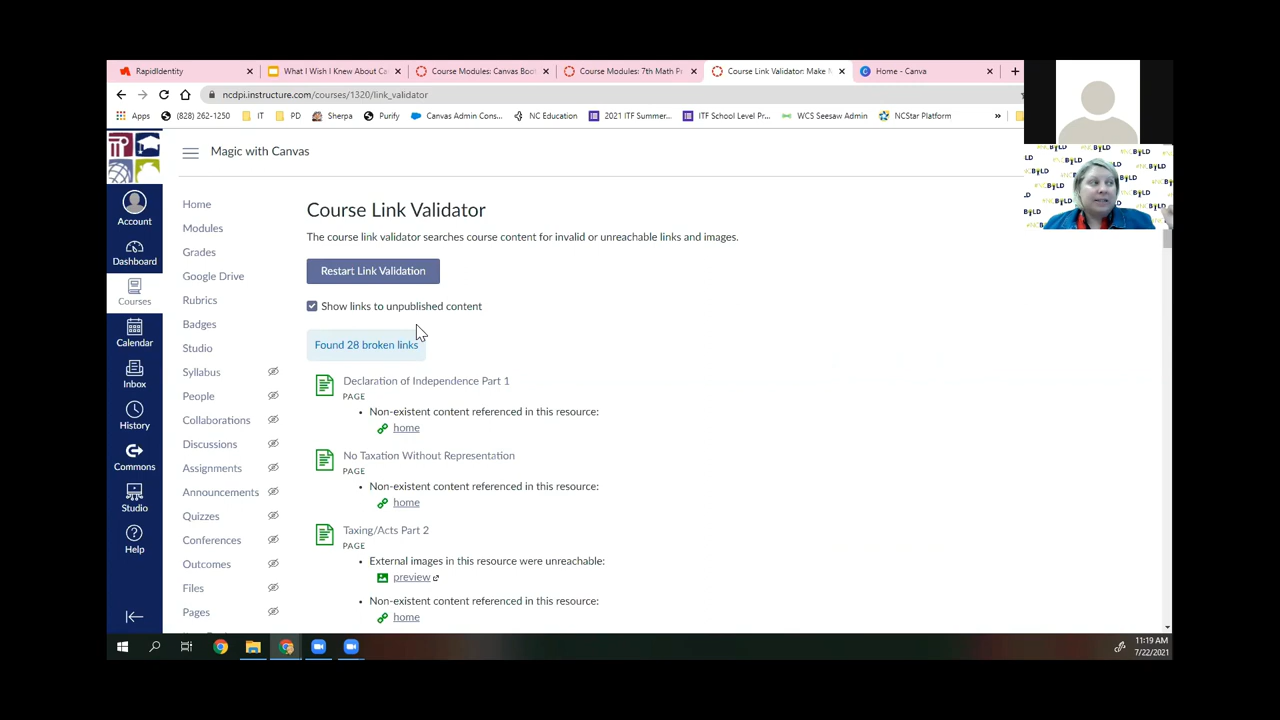 RapidIdentity
What I Wish I Knew About Ca
Course Modules: Canvas Boo
Course Modules: 7th Math P
Course Link Validator: Make M
Home - Canva
ncdpi.instructure.com/courses/1320/link_validator
Apps
(828) 262-1250
IT
PD
Sherpa
Purify
Canvas Admin Cons...
NC Education
2021 ITF Summer...
ITF School Level Pr...
WCS Seesaw Admin
NCStar Platform
»
Magic with Canvas
Account
Dashboard
Courses
Calendar
Inbox
History
Commons
Studio
Help
Home
Modules
Grades
Google Drive
Rubrics
Badges
Studio
Syllabus
People
Collaborations
Discussions
Assignments
Announcements
Quizzes
Conferences
Outcomes
Files
Pages
Course Link Validator
The course link validator searches course content for invalid or unreachable links and images.
Restart Link Validation
Show links to unpublished content
Found 28 broken links
Declaration of Independence Part 1
PAGE
Non-existent content referenced in this resource:
home
No Taxation Without Representation
PAGE
Non-existent content referenced in this resource:
home
Taxing/Acts Part 2
PAGE
External images in this resource were unreachable:
preview
Non-existent content referenced in this resource:
home
11:19 AM
7/22/2021